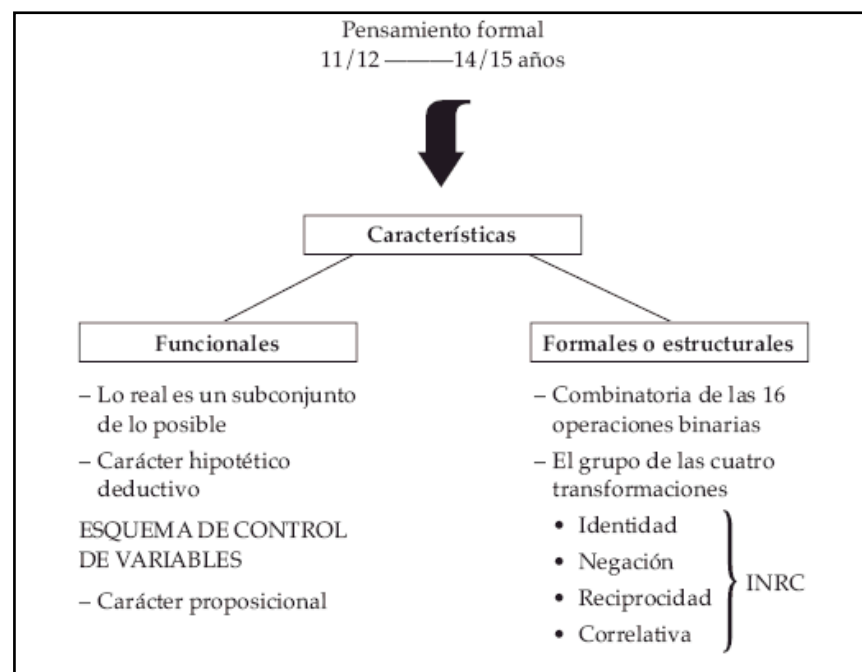 Pensamiento formal
11/12 ———14/15 años
Características
Funcionales
– Lo real es un subconjunto
de lo posible
– Carácter hipotético
deductivo
ESQUEMA DE CONTROL
DE VARIABLES
– Carácter proposicional
Formales o estructurales
– Combinatoria de las 16
operaciones binarias
– El grupo de las cuatro
transformaciones
• Identidad
• Negación
• Reciprocidad
• Correlativa
INRC